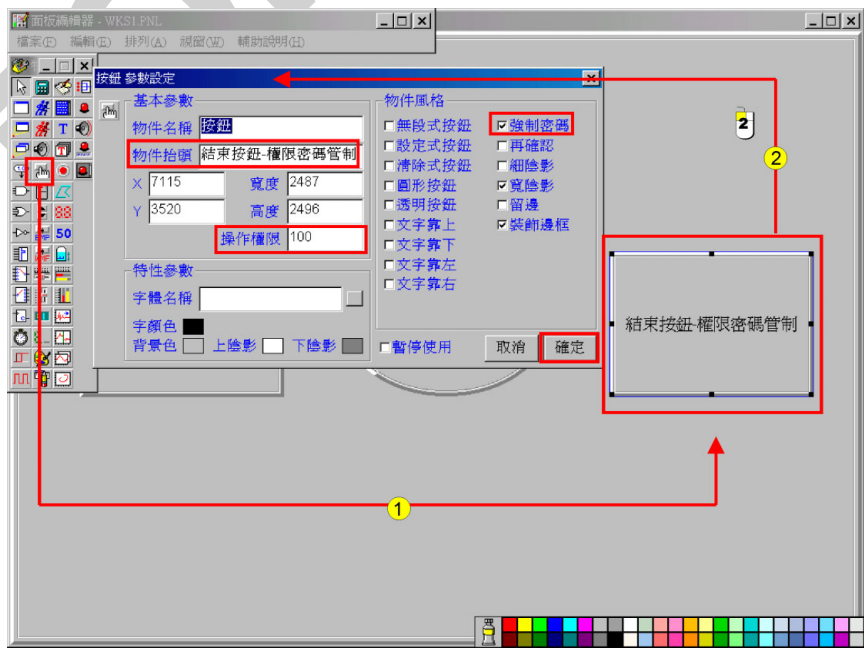 面板編輯器 - WKS1.PNL
檔案(F) 編輯(E) 排列(A) 視窗(W) 輔助說明(H)
按鈕 參數設定
基本參數
物件名稱 按鈕
物件抬頭 結束按鈕-權限密碼管制
X 7115 寬度 2487
Y 3520 高度 2496
操作權限 100
特性參數
字體名稱
字顏色
背景色 上陰影 下陰影
物件風格
無段式按鈕 強制密碼
設定式按鈕 再確認
清除式按鈕 細陰影
圓形按鈕 寬陰影
透明按鈕 留邊
文字靠上 裝飾邊框
文字靠下
文字靠左
文字靠右
暫停使用 取消 確定
2
2
結束按鈕-權限密碼管制
1
T
T
88
50